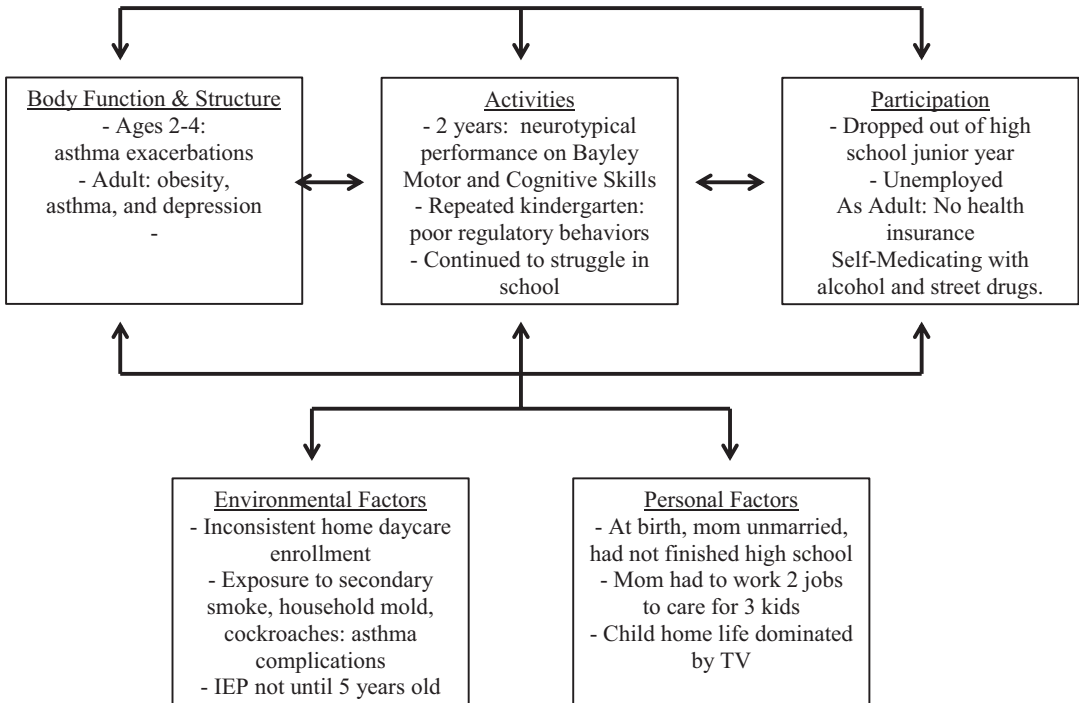 Body Function & Structure
- Ages 2-4:
asthma exacerbations
- Adult: obesity,
asthma, and depression
-
Activities
- 2 years: neurotypical
performance on Bayley
Motor and Cognitive Skills
- Repeated kindergarten:
poor regulatory behaviors
- Continued to struggle in
school
Participation
- Dropped out of high
school junior year
- Unemployed
As Adult: No health
insurance
Self-Medicating with
alcohol and street drugs.
Environmental Factors
- Inconsistent home daycare
enrollment
- Exposure to secondary
smoke, household mold,
cockroaches: asthma
complications
- IEP not until 5 years old
Personal Factors
- At birth, mom unmarried,
had not finished high school
- Mom had to work 2 jobs
to care for 3 kids
- Child home life dominated
by TV